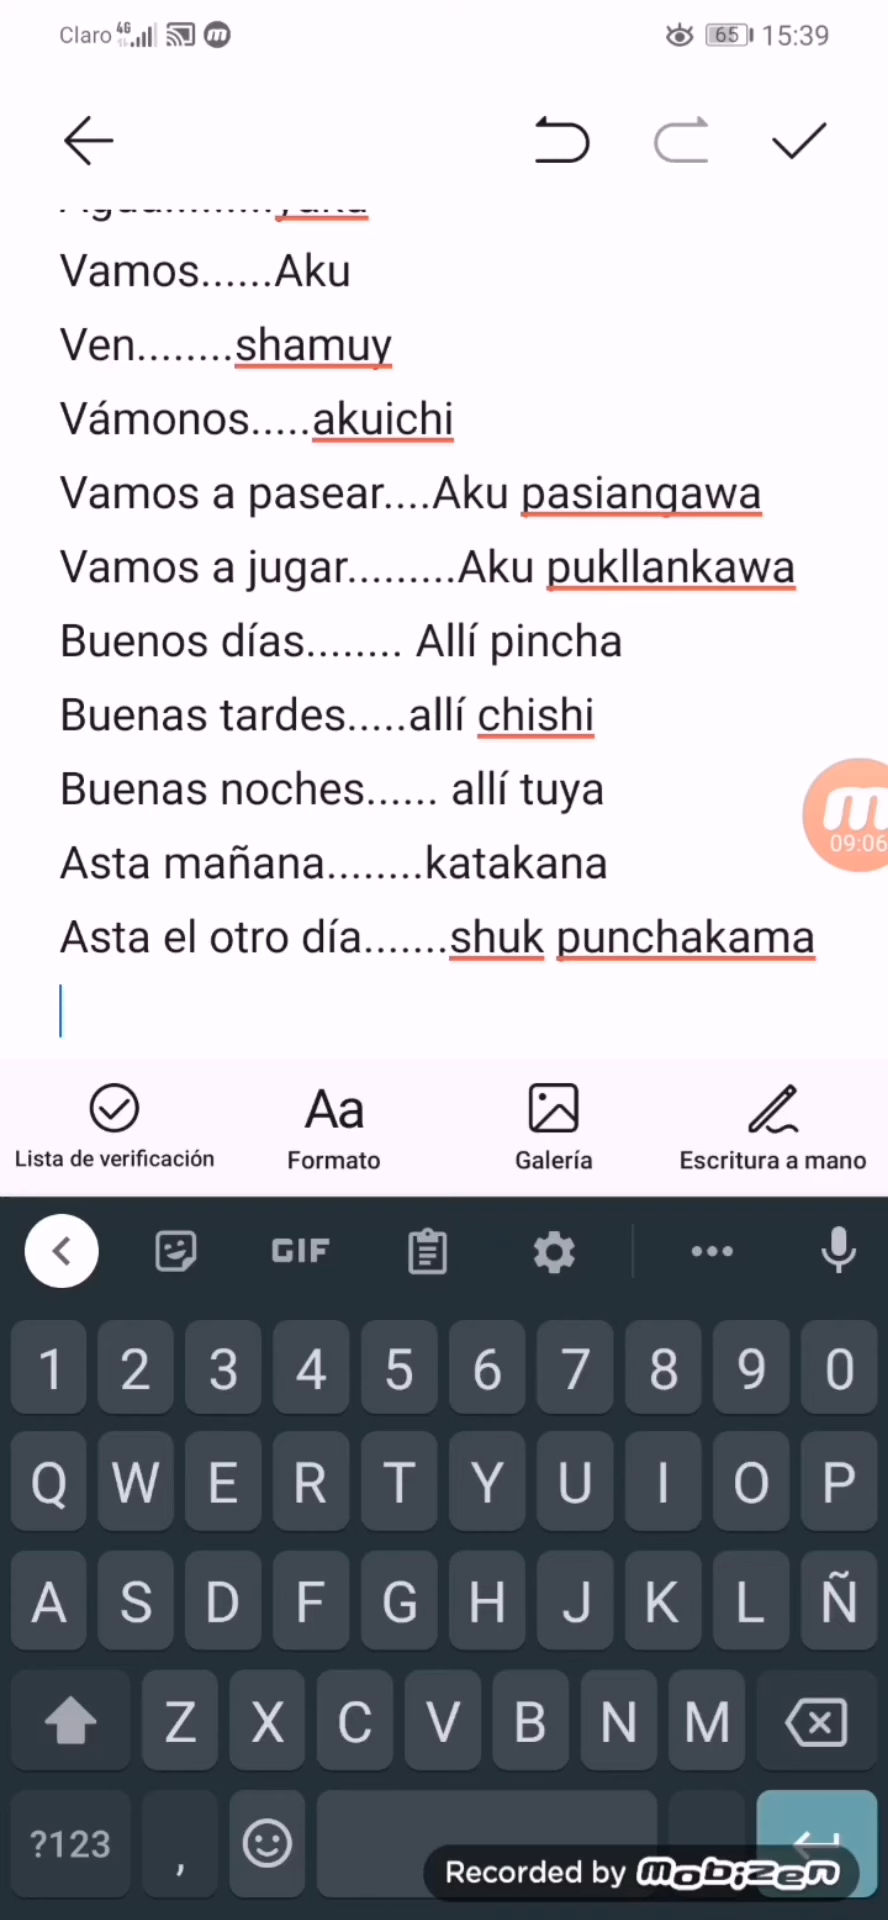 Claro 4G 65 15:39
Vamos......Aku
Ven........shamuy
Vámonos.....akuichi
Vamos a pasear....Aku pasiangawa
Vamos a jugar.........Aku pukllankawa
Buenos días........ Allí pincha
Buenas tardes.....allí chishi
Buenas noches...... allí tuya
09:06
Asta mañana........katakana
Asta el otro día.......shuk punchakama
Aa
Lista de verificación Formato Galería Escritura a mano
GIF
1 2 3 4 5 6 7 8 9 0
Q W E R T Y U I O P
A S D F G H J K L Ñ
Z X C V B N M
?123 ,
Recorded by mobizen